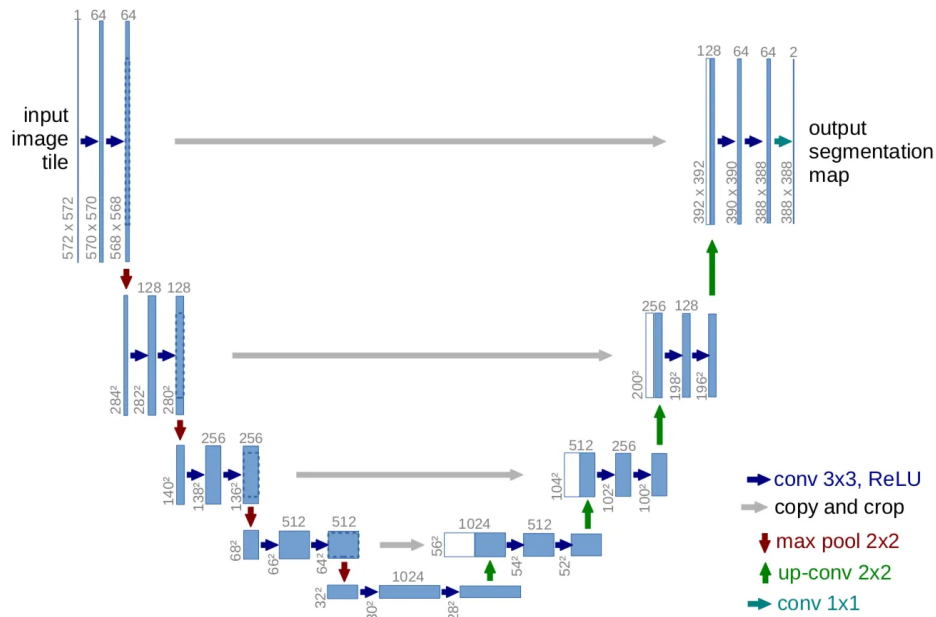 1 64 64
128 64 64 2
input
image
tile
output
segmentation
map
572 x 572
570 x 570
568 x 568
392 x 392
390 x 390
388 x 388
388 x 388
128 128
256 128
284²
282²
280²
200²
198²
196²
256 256
512 256
140²
138²
136²
104²
102²
100²
conv 3x3, ReLU
copy and crop
max pool 2x2
up-conv 2x2
conv 1x1
512 512
1024 512
68²
66²
64²
56²
54²
52²
1024
32²
30²
28²